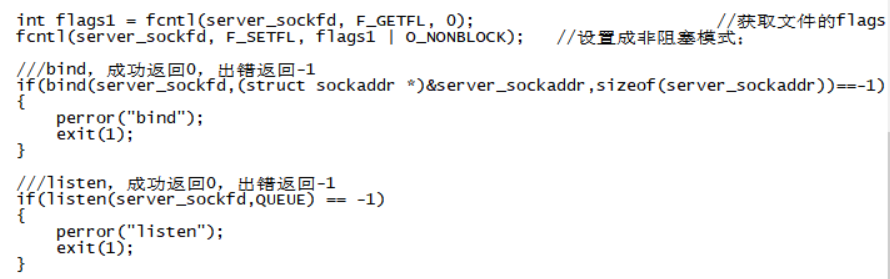 int flags1 = fcntl(server_sockfd, F_GETFL, 0); //获取文件的flags
fcntl(server_sockfd, F_SETFL, flags1 | O_NONBLOCK); //设置成非阻塞模式;
///bind, 成功返回0, 出错返回-1
if(bind(server_sockfd,(struct sockaddr *)&server_sockaddr,sizeof(server_sockaddr))==-1)
{
perror("bind");
exit(1);
}
///listen, 成功返回0, 出错返回-1
if(listen(server_sockfd,QUEUE) == -1)
{
perror("listen");
exit(1);
}